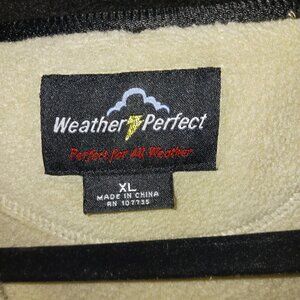 Weather Perfect
Perfect for All Weather
XL
MADE IN CHINA
RN 107735